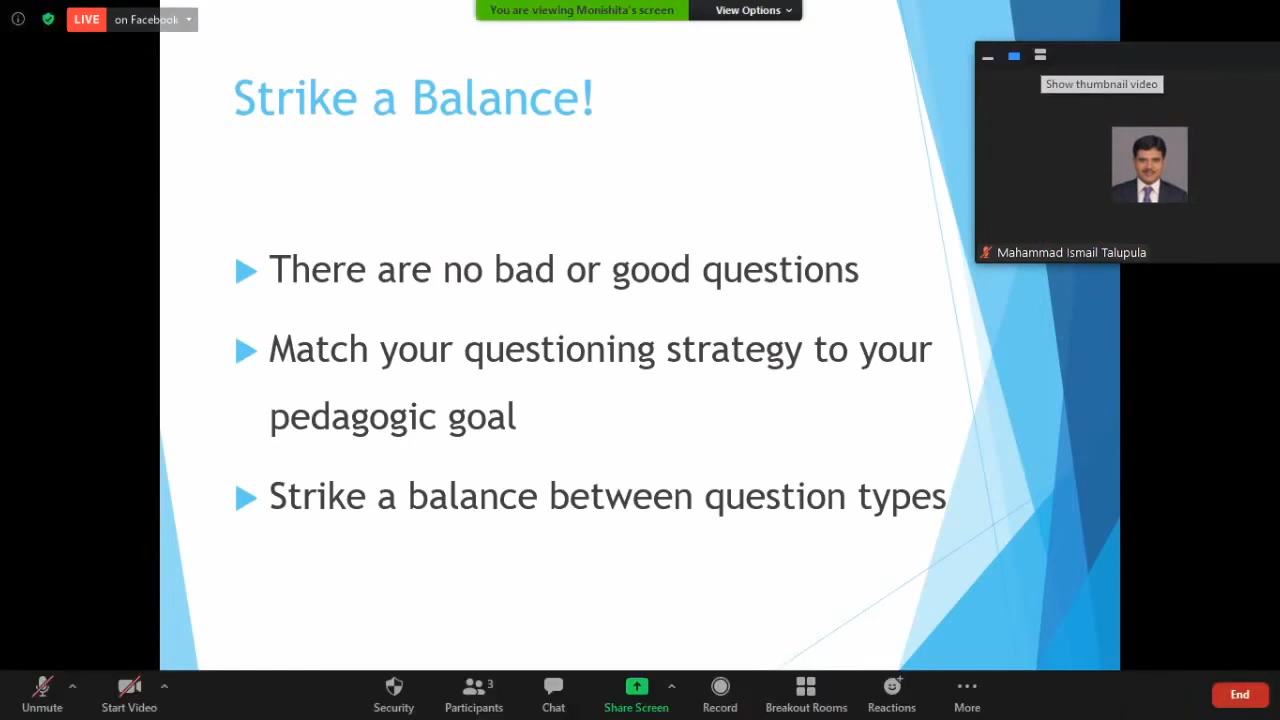 LIVE on Facebook
You are viewing Monishita's screen View Options
Strike a Balance!
Show thumbnail video
Mahammad Ismail Talupula
There are no bad or good questions
Match your questioning strategy to your
pedagogic goal
Strike a balance between question types
3
Unmute Start Video Security Participants Chat Share Screen Record Breakout Rooms Reactions More End